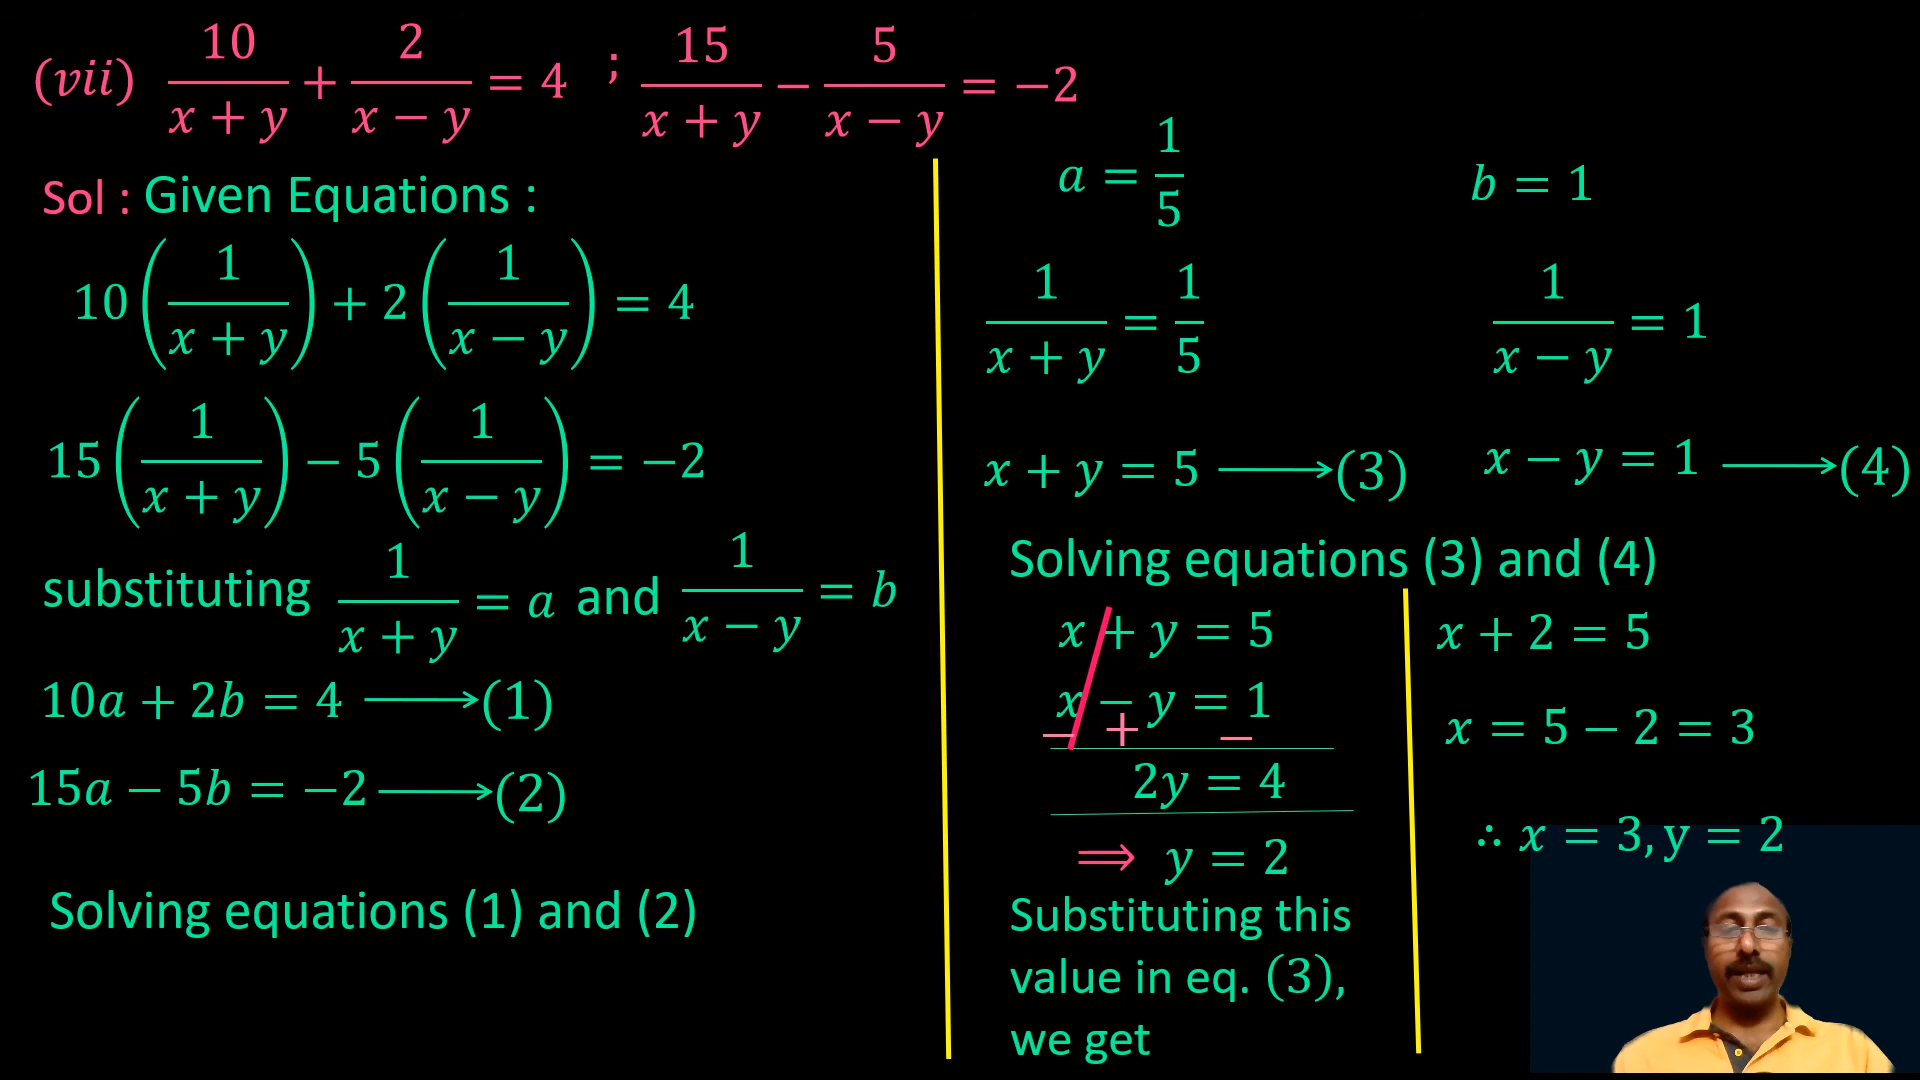 (vii) 10/(x + y) + 2/(x − y) = 4 ; 15/(x + y) − 5/(x − y) = −2
Sol : Given Equations :
10(1/(x + y)) + 2(1/(x − y)) = 4
15(1/(x + y)) − 5(1/(x − y)) = −2
substituting 1/(x + y) = a and 1/(x − y) = b
10a + 2b = 4 ⟶ (1)
15a − 5b = −2 ⟶ (2)
Solving equations (1) and (2)
a = 1/5
b = 1
1/(x + y) = 1/5
1/(x − y) = 1
x + y = 5 ⟶ (3)
x − y = 1 ⟶ (4)
Solving equations (3) and (4)
x + y = 5
x − y = 1
− + −
2y = 4
⟹ y = 2
Substituting this
value in eq. (3),
we get
x + 2 = 5
x = 5 − 2 = 3
∴ x = 3, y = 2